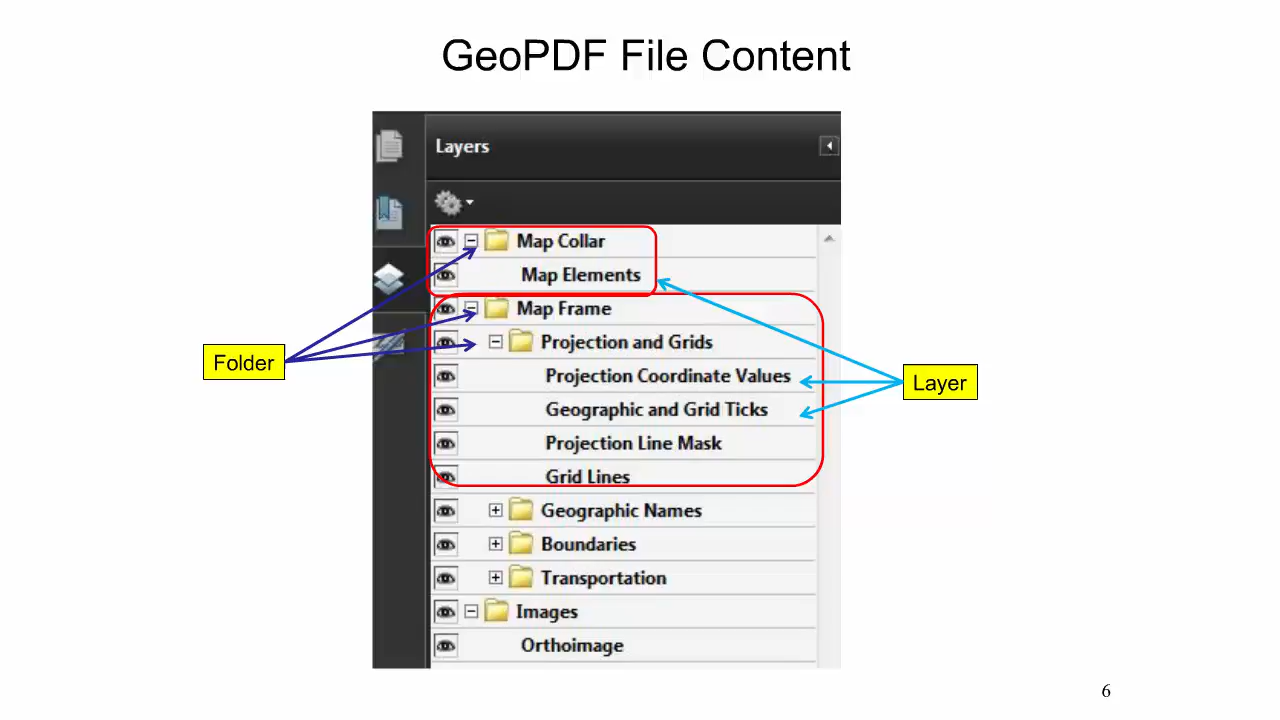 GeoPDF File Content
Layers
Map Collar
Map Elements
Map Frame
Projection and Grids
Folder
Projection Coordinate Values
Layer
Geographic and Grid Ticks
Projection Line Mask
Grid Lines
Geographic Names
Boundaries
Transportation
Images
Orthoimage
6